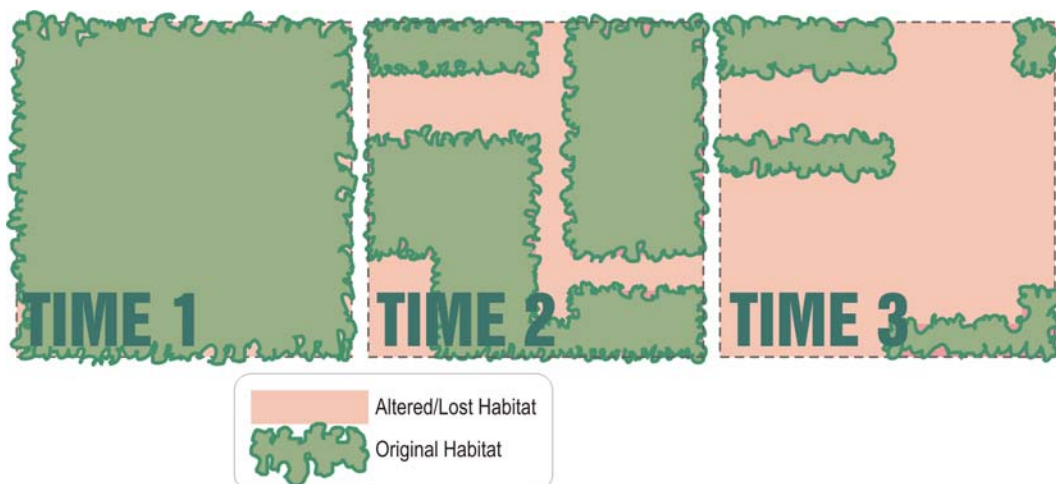 TIME 1
TIME 2
TIME 3
Altered/Lost Habitat
Original Habitat